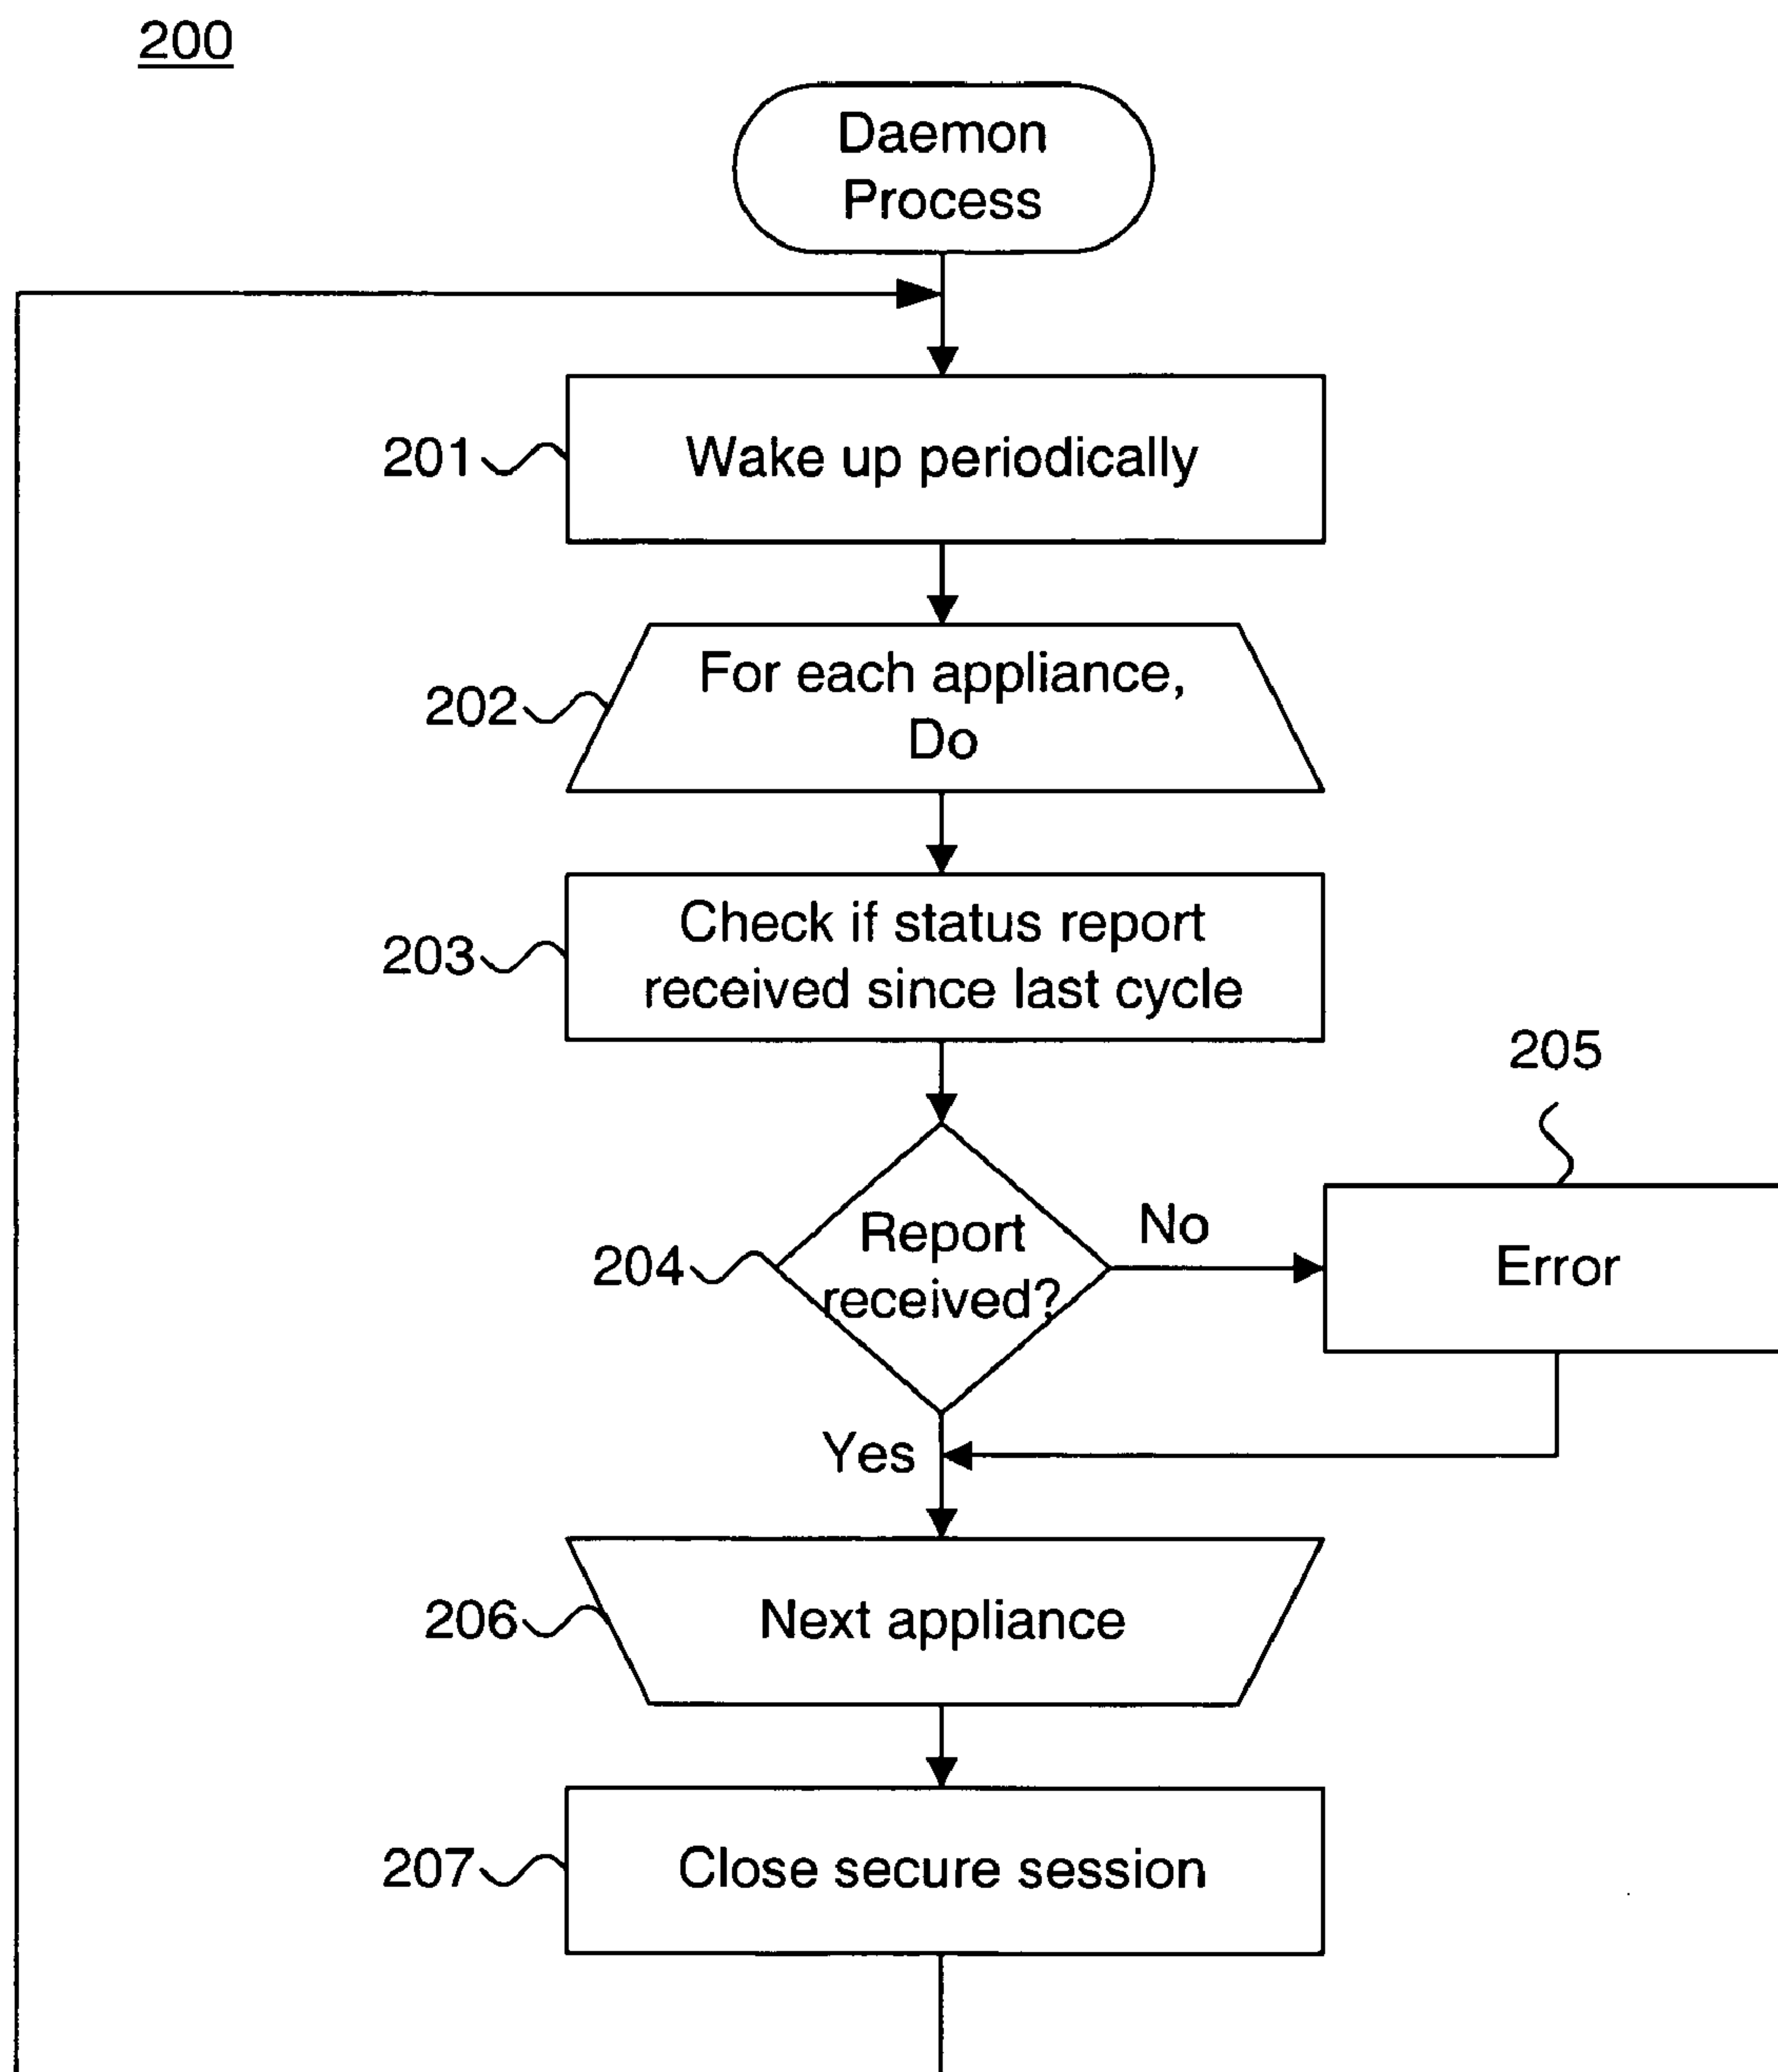 200
Daemon
Process
201
Wake up periodically
202
For each appliance,
Do
203
Check if status report
received since last cycle
205
204
Report
received?
No
Error
Yes
206
Next appliance
207
Close secure session